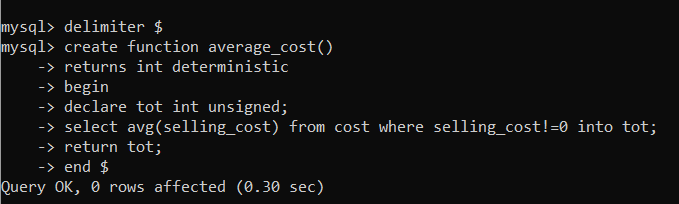 mysql> delimiter $
mysql> create function average_cost()
    -> returns int deterministic
    -> begin
    -> declare tot int unsigned;
    -> select avg(selling_cost) from cost where selling_cost!=0 into tot;
    -> return tot;
    -> end $
Query OK, 0 rows affected (0.30 sec)